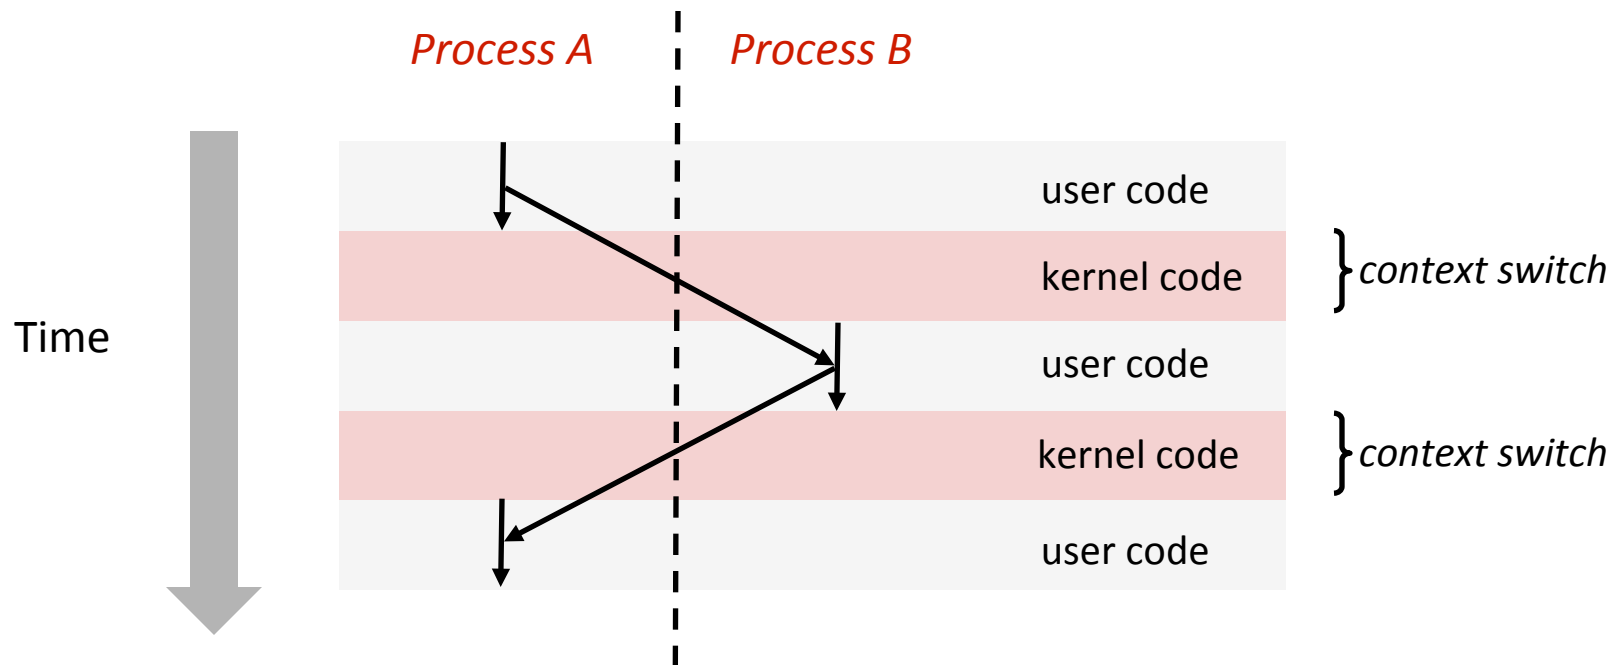 Process A
Process B
user code
kernel code
context switch
Time
user code
kernel code
context switch
user code